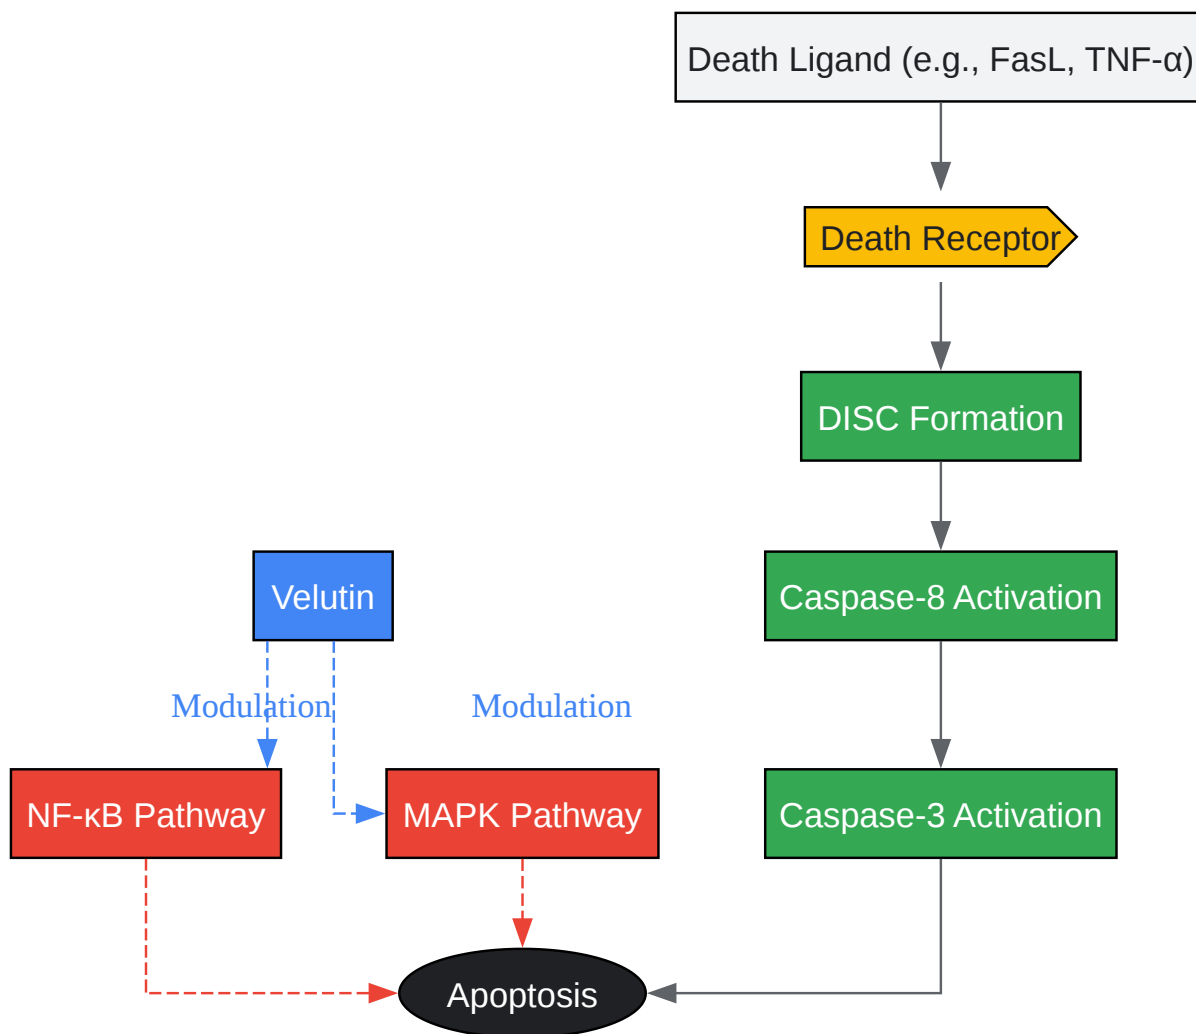 Death Ligand (e.g., FasL, TNF-α)
Death Receptor
DISC Formation
Velutin
Caspase-8 Activation
Modulation
Modulation
NF-κB Pathway
MAPK Pathway
Caspase-3 Activation
Apoptosis